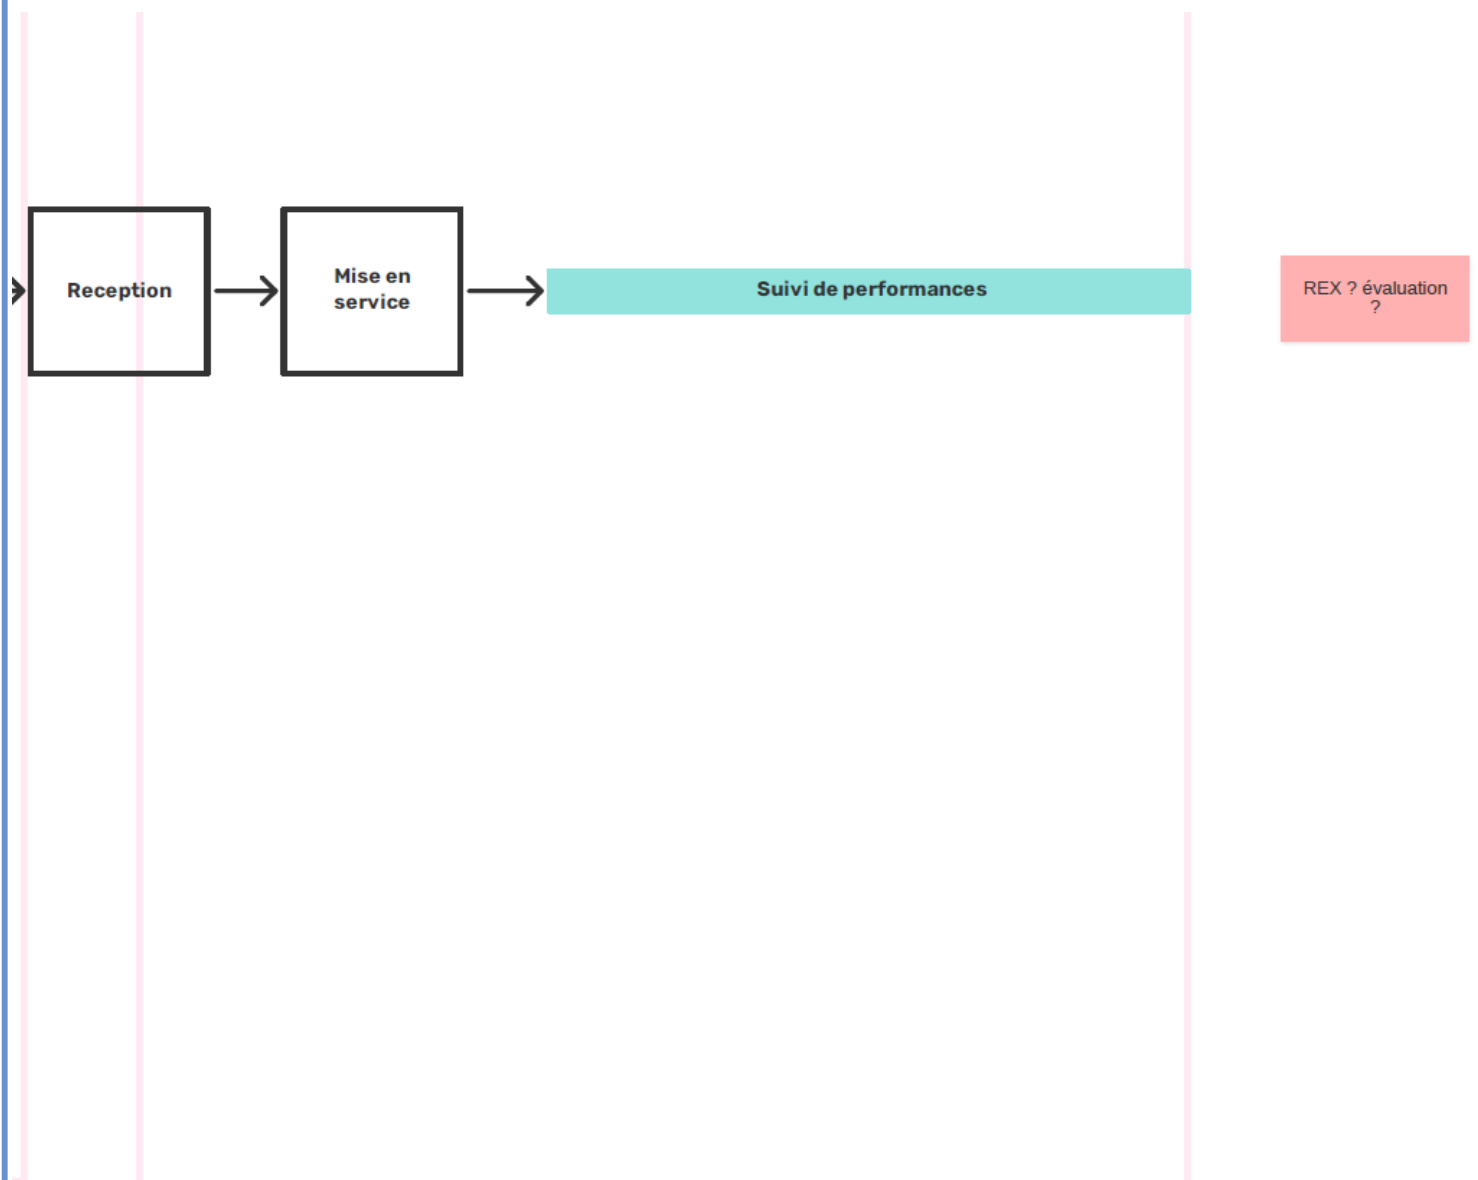 Reception
Mise en
service
Suivi de performances
REX ? évaluation
?